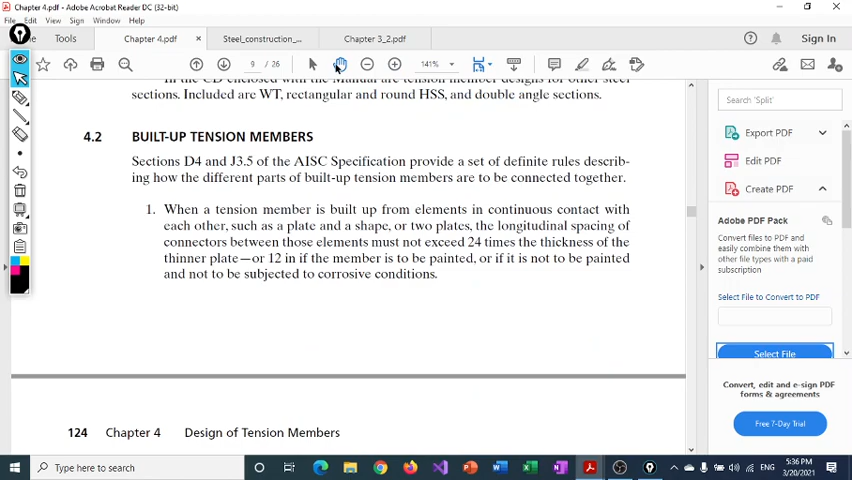 Chapter 4.pdf - Adobe Acrobat Reader DC (32-bit)
File Edit View Sign Window Help
Tools
Chapter 4.pdf
Steel_construction_...
Chapter 3_2.pdf
Sign In
9 / 26
141%
In the CD enclosed with the Manual are tension member designs for other steel
sections. Included are WT, rectangular and round HSS, and double angle sections.
4.2 BUILT-UP TENSION MEMBERS
Sections D4 and J3.5 of the AISC Specification provide a set of definite rules describ-
ing how the different parts of built-up tension members are to be connected together.
1. When a tension member is built up from elements in continuous contact with
each other, such as a plate and a shape, or two plates, the longitudinal spacing of
connectors between those elements must not exceed 24 times the thickness of the
thinner plate—or 12 in if the member is to be painted, or if it is not to be painted
and not to be subjected to corrosive conditions.
124 Chapter 4 Design of Tension Members
Search 'Split'
Export PDF
Edit PDF
Create PDF
Adobe PDF Pack
Convert files to PDF and
easily combine them with
other file types with a paid
subscription
Select File to Convert to PDF
Select File
Convert, edit and e-sign PDF
forms & agreements
Free 7-Day Trial
Type here to search
ENG
5:36 PM
3/20/2021